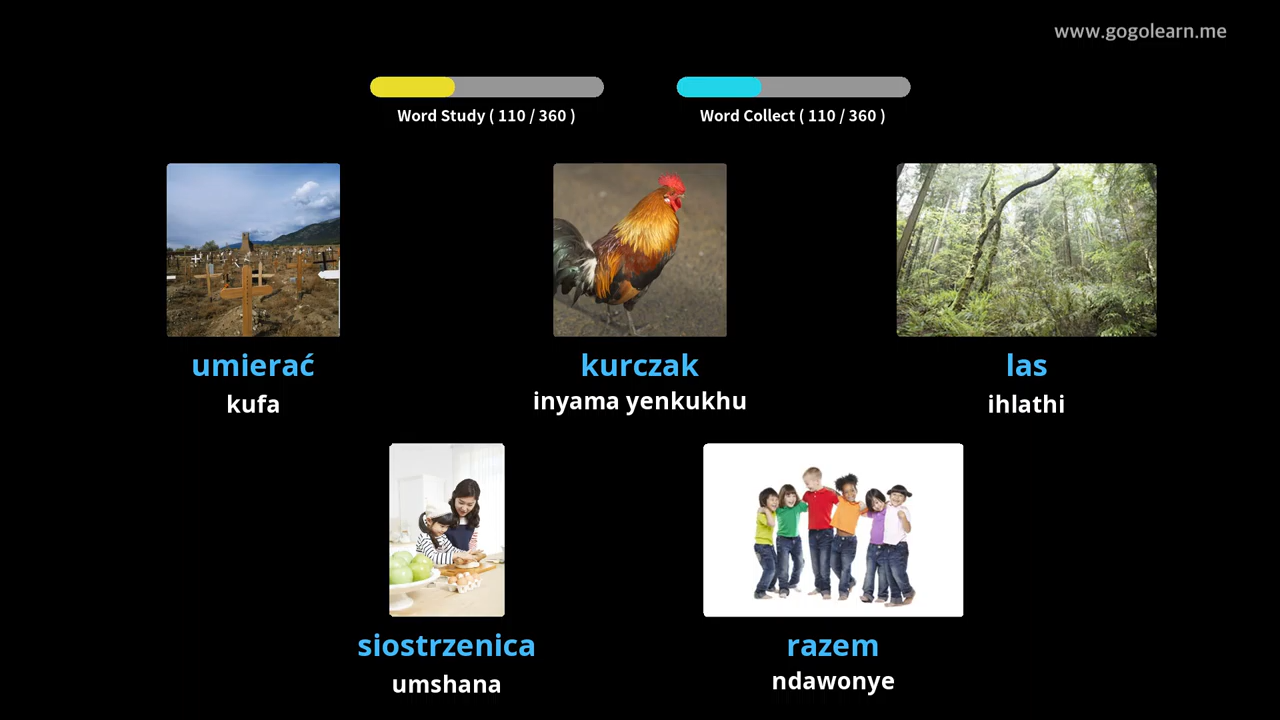 www.gogolearn.me
Word Study ( 110 / 360 )
Word Collect ( 110 / 360 )
umierać
kufa
kurczak
inyama yenkukhu
las
ihlathi
siostrzenica
umshana
razem
ndawonye